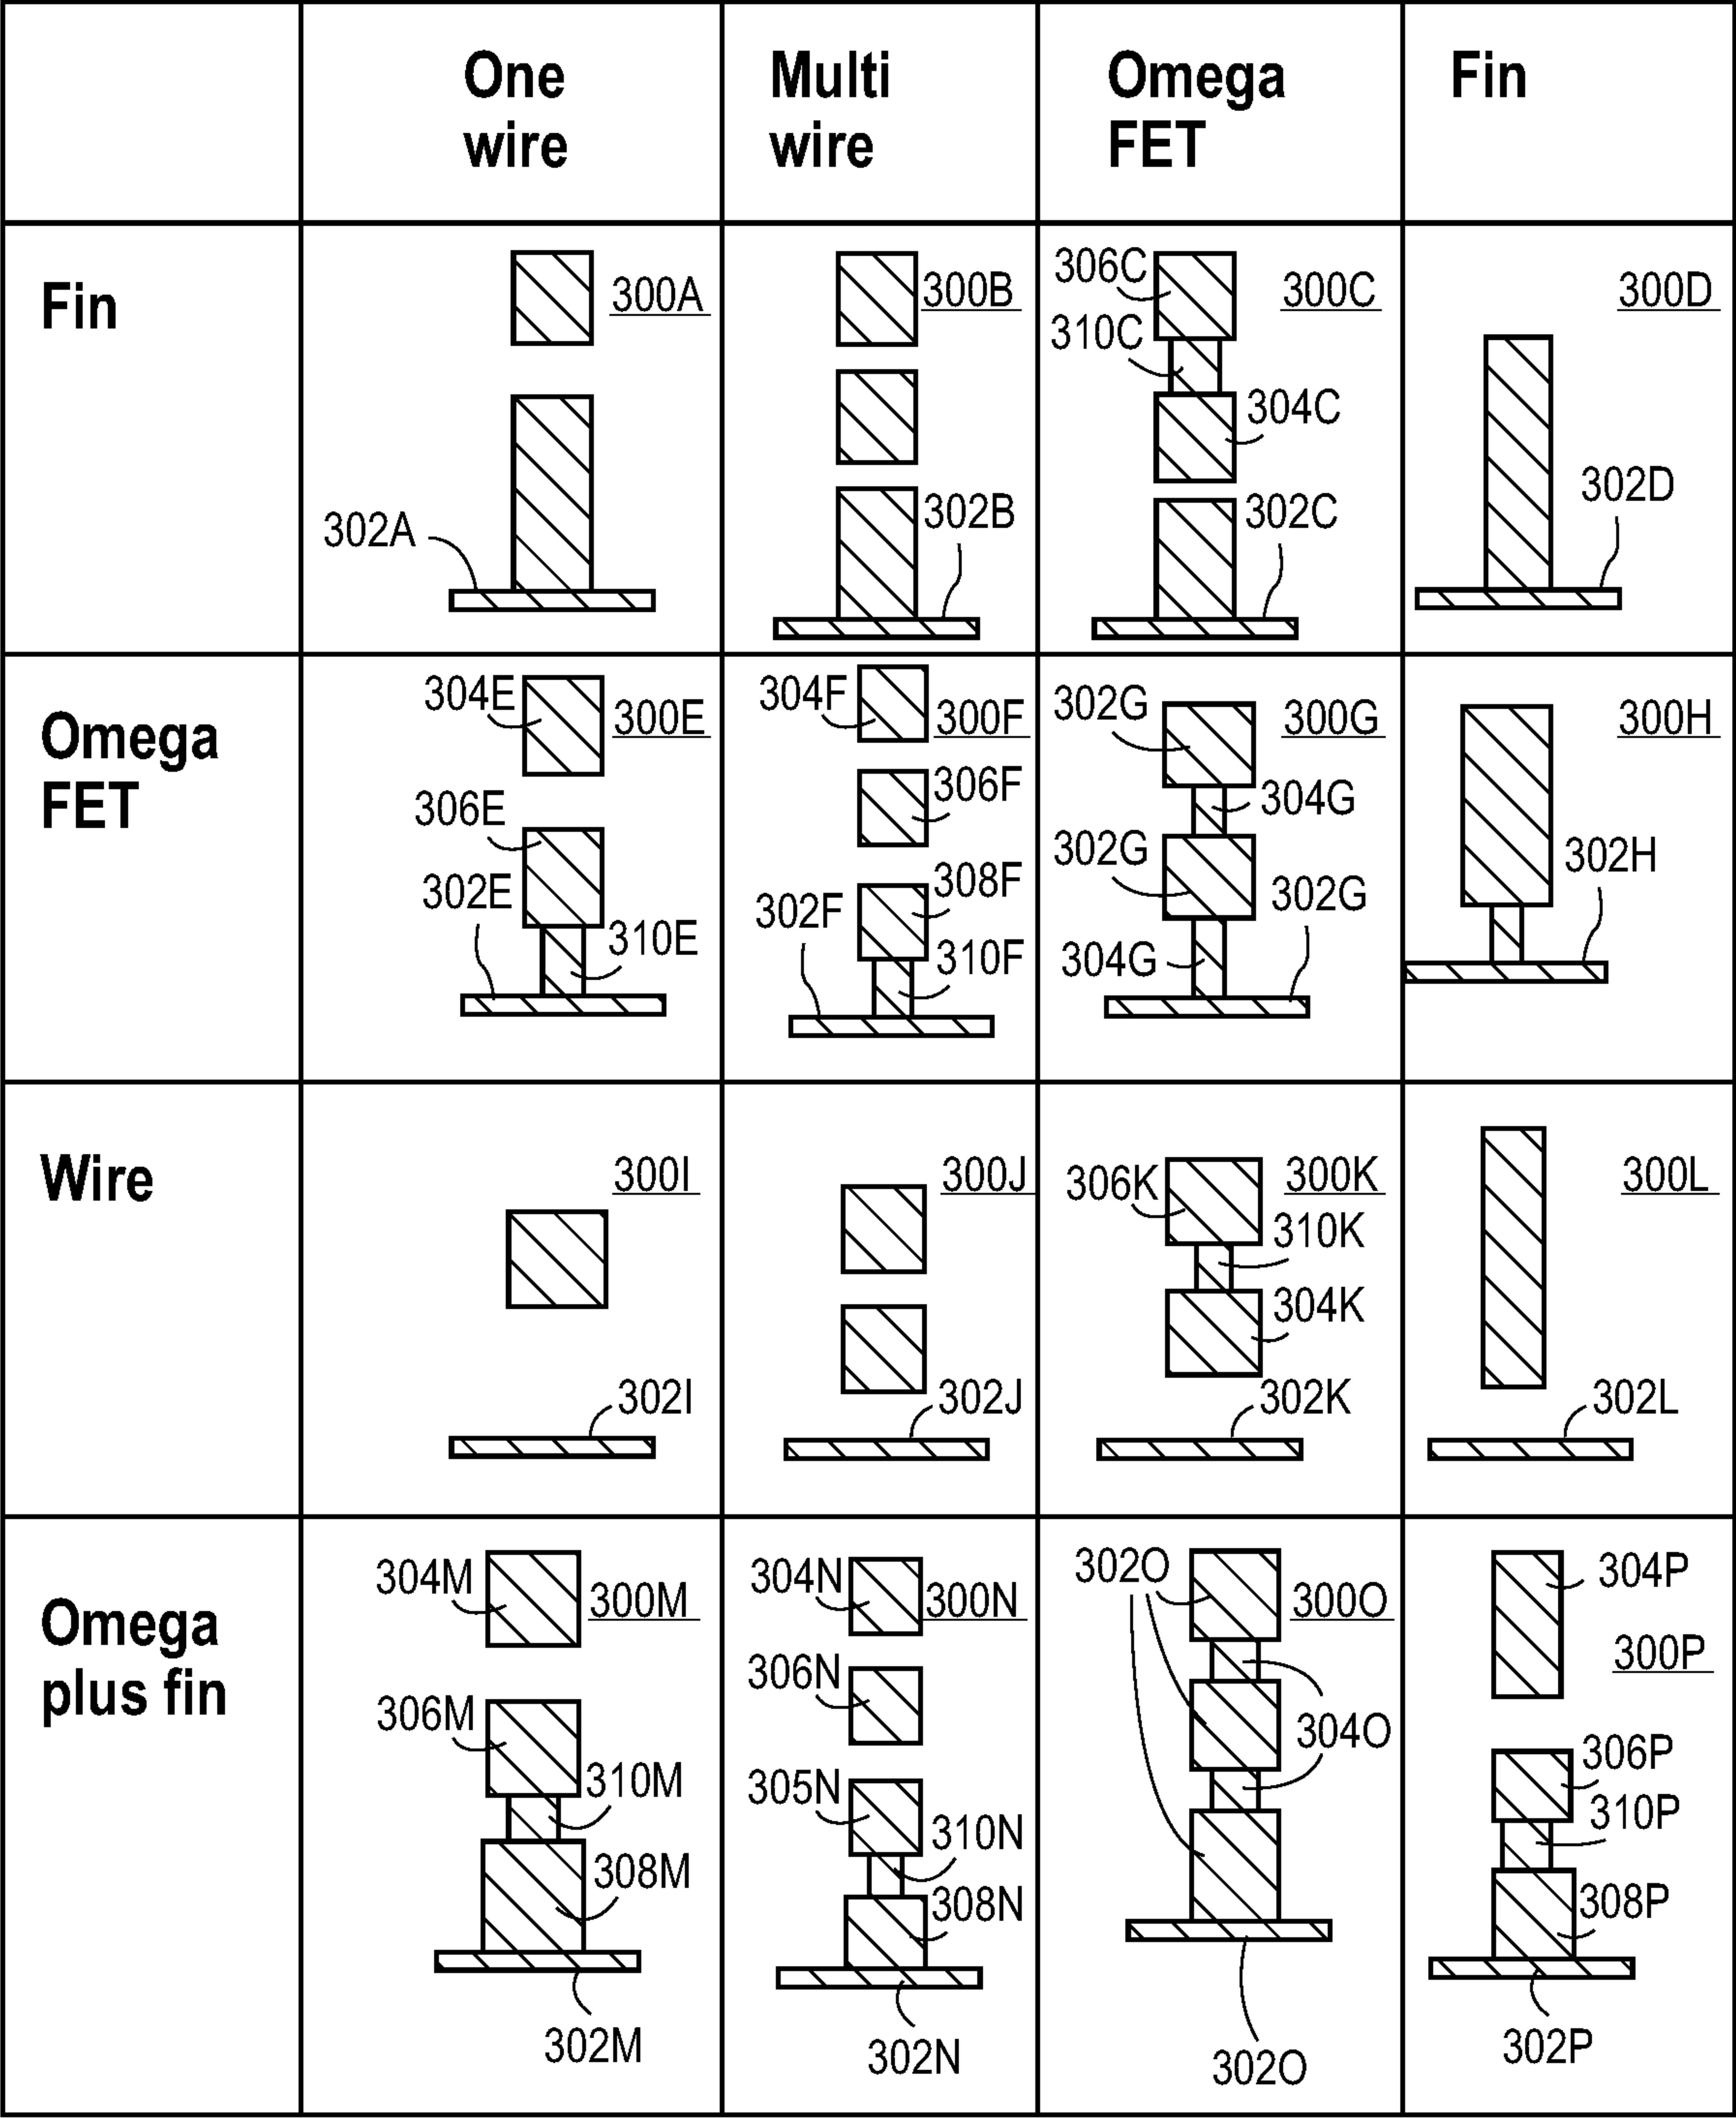 One
wire
Multi
wire
Omega
FET
Fin
Fin
300A
302A
300B
302B
306C
300C
310C
304C
302C
300D
302D
Omega
FET
304E
300E
306E
302E
310E
304F
300F
306F
308F
302F
310F
302G
300G
304G
302G
302G
304G
300H
302H
Wire
300I
302I
300J
302J
306K
300K
310K
304K
302K
300L
302L
Omega
plus fin
304M
300M
306M
310M
308M
302M
304N
300N
306N
305N
310N
308N
302N
302O
300O
304O
302O
304P
300P
306P
310P
308P
302P